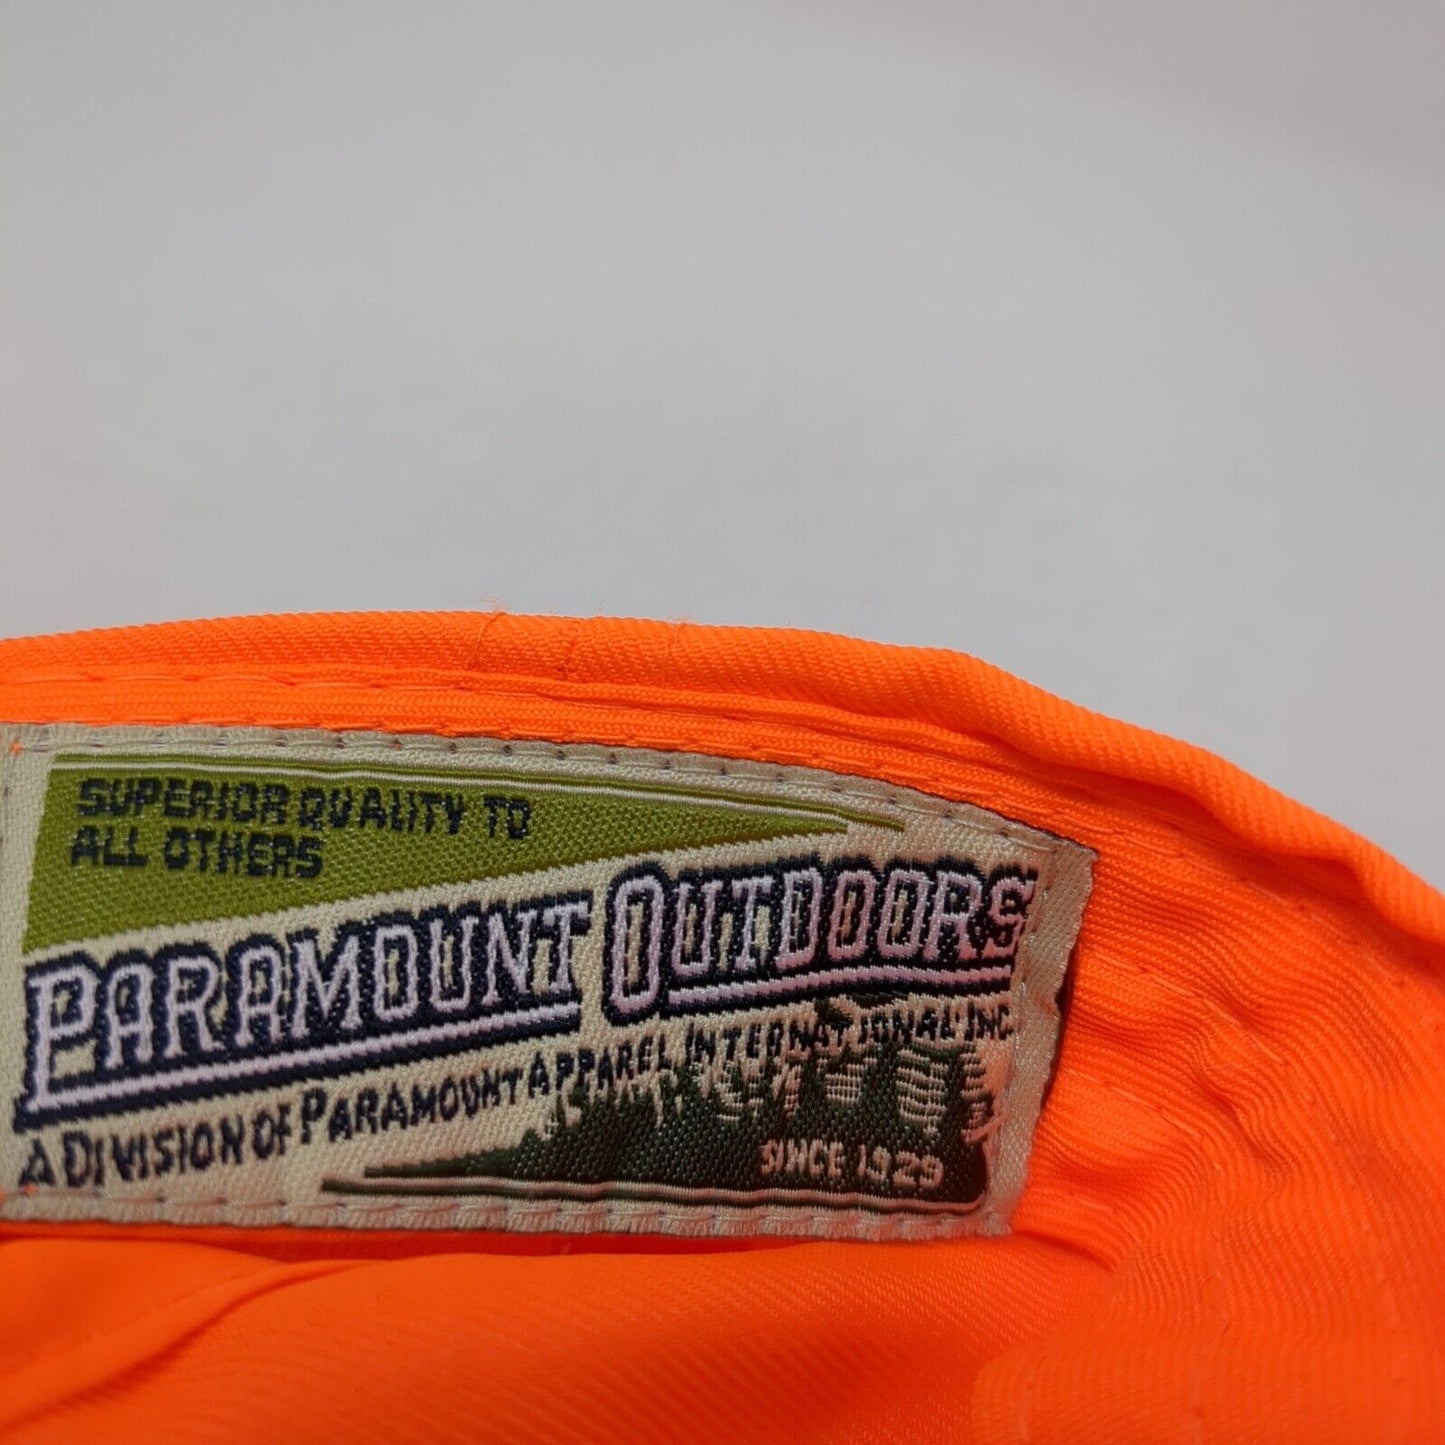 SUPERIOR QUALITY TO
ALL OTHERS
PARAMOUNT OUTDOORS
A DIVISION OF PARAMOUNT APPAREL INTERNATIONAL INC.
SINCE 1929